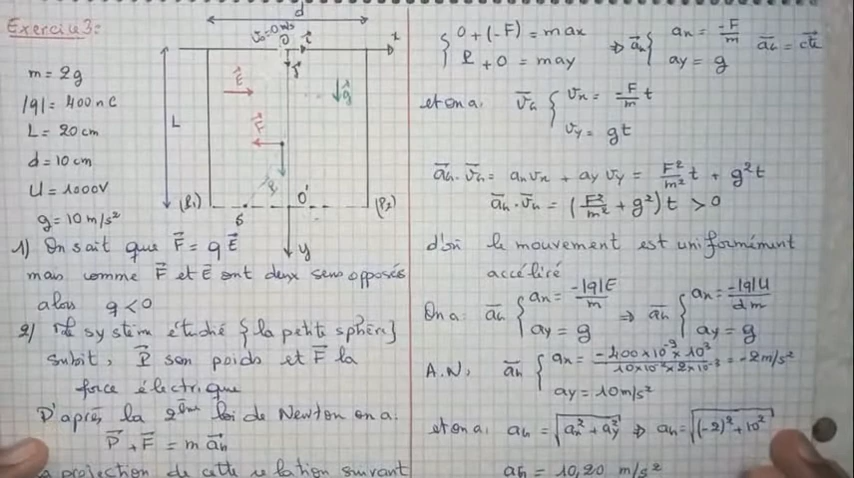 Exercice 3:
m = 2g
|q| = 400 nC
L = 20 cm
d = 10 cm
U = 1000V
g = 10 m/s²
d
V₀=0 m/s
O
i
x
j
E
g
L
F
P
(P₁)
S
O'
(P₂)
y
1) On sait que F = q E
mais comme F et E ont deux sens opposés
alors q < 0
2) Le système étudié {la petite sphère}
subit, P son poids et F la
force électrique
D'après la 2ème loi de Newton on a:
P + F = m aG
la projection de cette relation suivant
{ 0 + (-F) = max
P + 0 = may
⇒ aG { ax = -F/m
ay = g
aG = cte
et on a: VG { Vx = -F/m t
Vy = gt
aG . VG = ax Vx + ay Vy = F²/m² t + g²t
aG . VG = (F²/m² + g²) t > 0
d'où le mouvement est uniformément
accéléré
On a: aG { ax = -|q|E/m
ay = g
⇒ aG { ax = -|q|U/dm
ay = g
A.N, aG { ax = -400×10⁻⁹×10³/10×10⁻²×2×10⁻³ = -2m/s²
ay = 10m/s²
et on a: aG = √ax² + ay² ⇒ aG = √(-2)² + 10²
aG = 10,20 m/s²